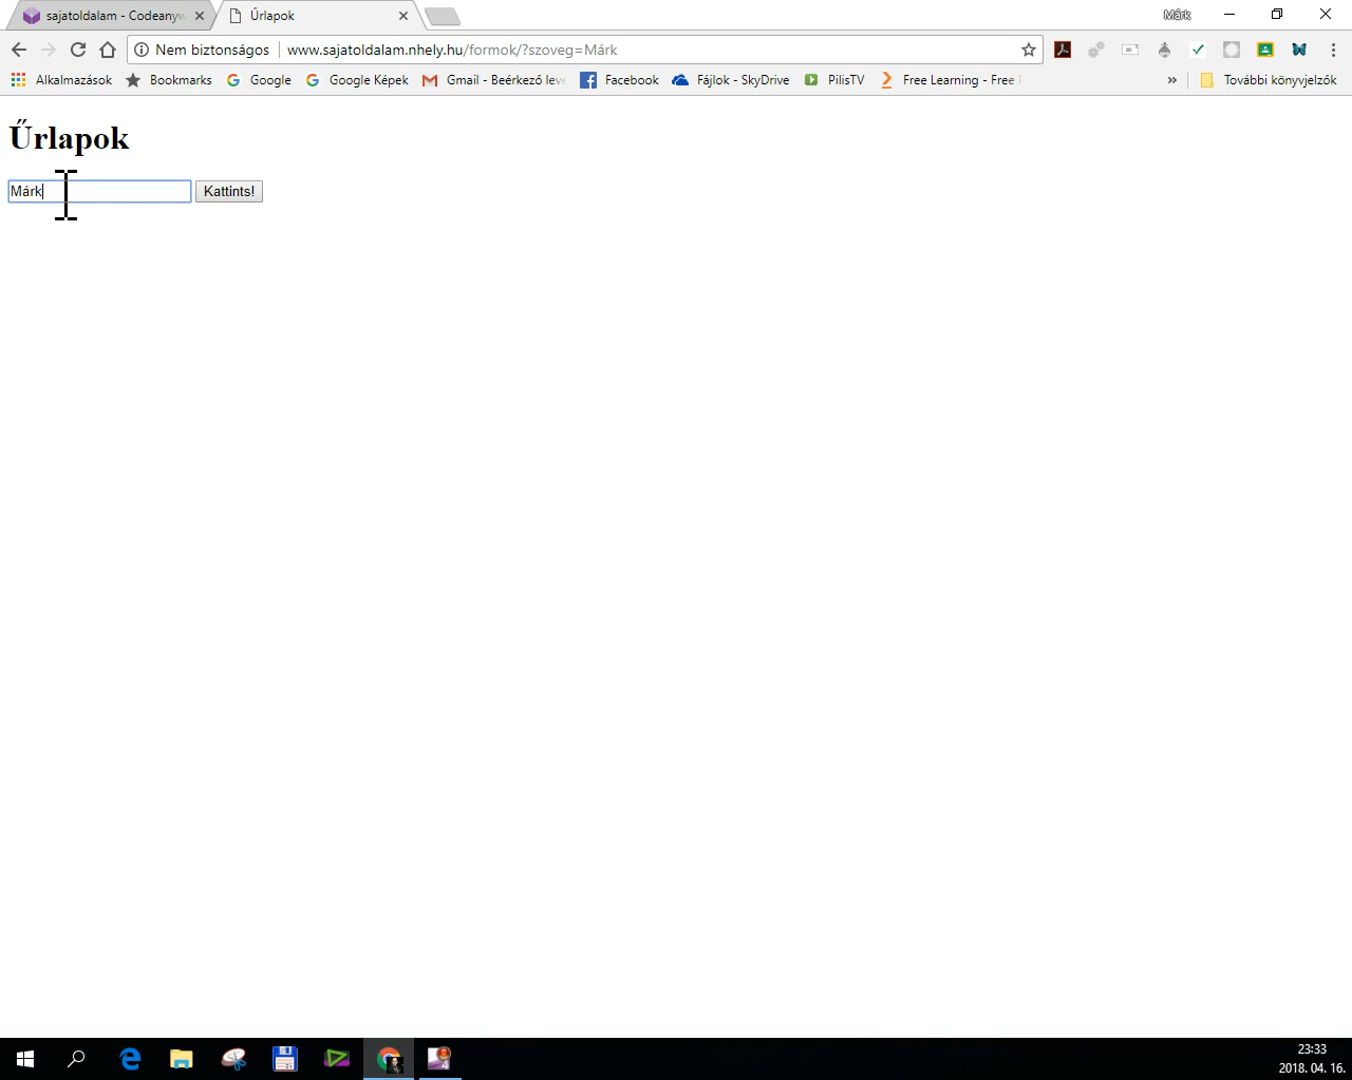 sajatoldalam - Codeanyw
Űrlapok
Márk
Nem biztonságos
www.sajatoldalam.nhely.hu/formok/?szoveg=Márk
Alkalmazások
Bookmarks
Google
Google Képek
Gmail - Beérkező leve
Facebook
Fájlok - SkyDrive
PilisTV
Free Learning - Free
»
További könyvjelzők
Űrlapok
Márk
Kattints!
23:33
2018. 04. 16.